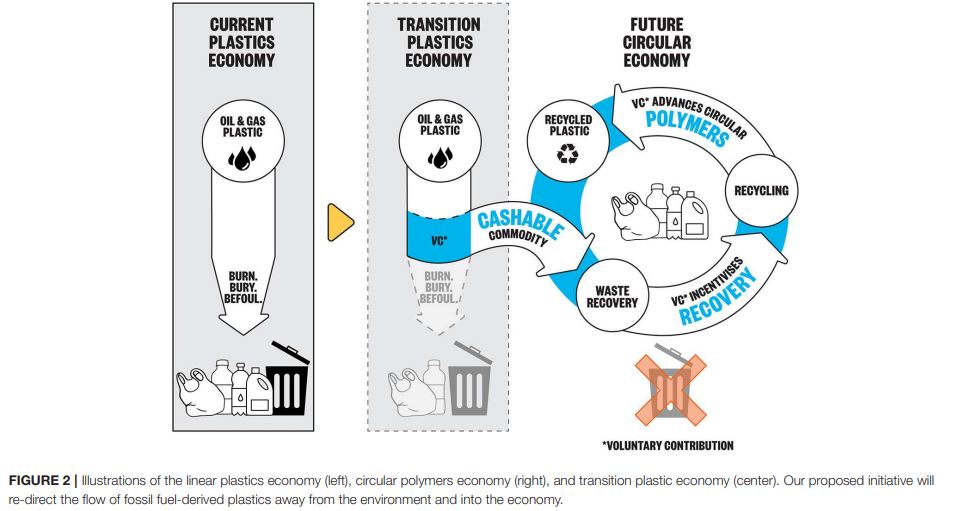 CURRENT
PLASTICS
ECONOMY
OIL & GAS
PLASTIC
BURN.
BURY.
BEFOUL.
TRANSITION
PLASTICS
ECONOMY
OIL & GAS
PLASTIC
VC*
BURN.
BURY.
BEFOUL.
CASHABLE
COMMODITY
FUTURE
CIRCULAR
ECONOMY
RECYCLED
PLASTIC
VC* ADVANCES CIRCULAR
POLYMERS
RECYCLING
WASTE
RECOVERY
VC* INCENTIVISES
RECOVERY
*VOLUNTARY CONTRIBUTION
FIGURE 2 | Illustrations of the linear plastics economy (left), circular polymers economy (right), and transition plastic economy (center). Our proposed initiative will
re-direct the flow of fossil fuel-derived plastics away from the environment and into the economy.